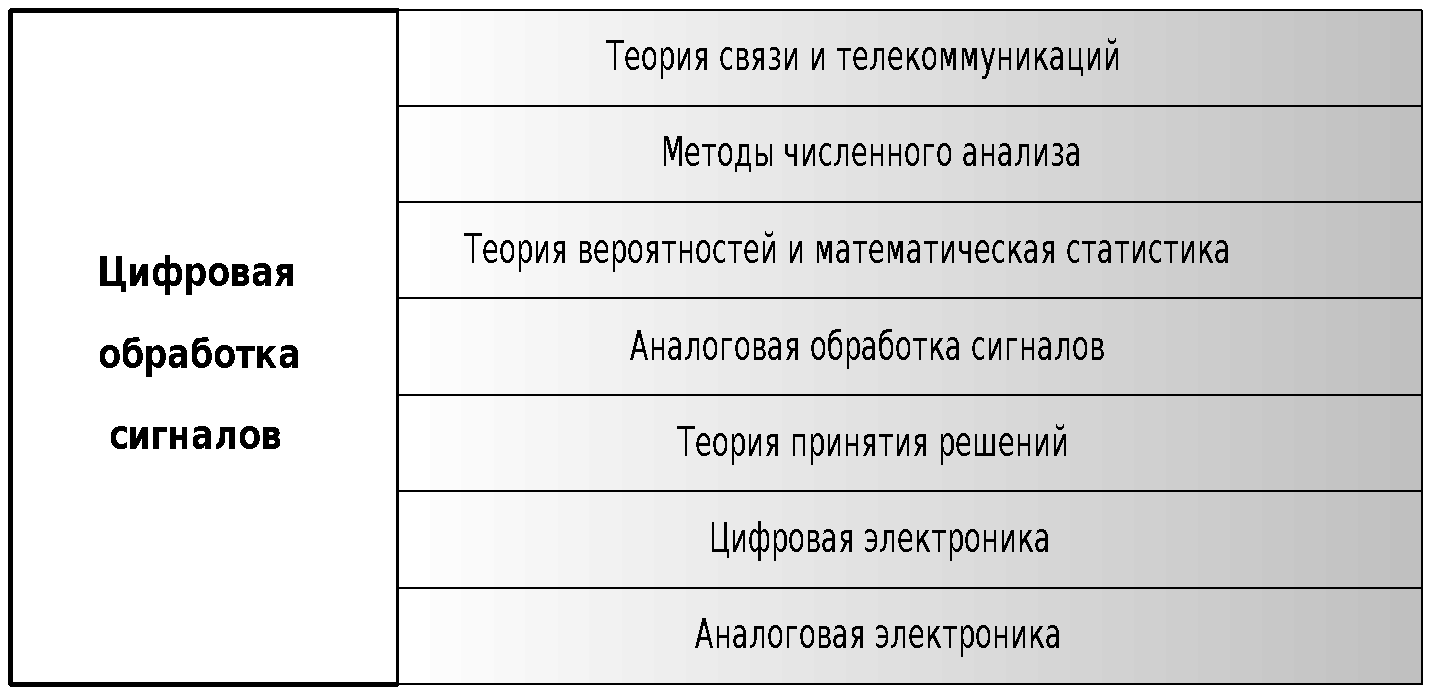 Цифровая
обработка
сигналов
Теория связи и телекоммуникаций
Методы численного анализа
Теория вероятностей и математическая статистика
Аналоговая обработка сигналов
Теория принятия решений
Цифровая электроника
Аналоговая электроника